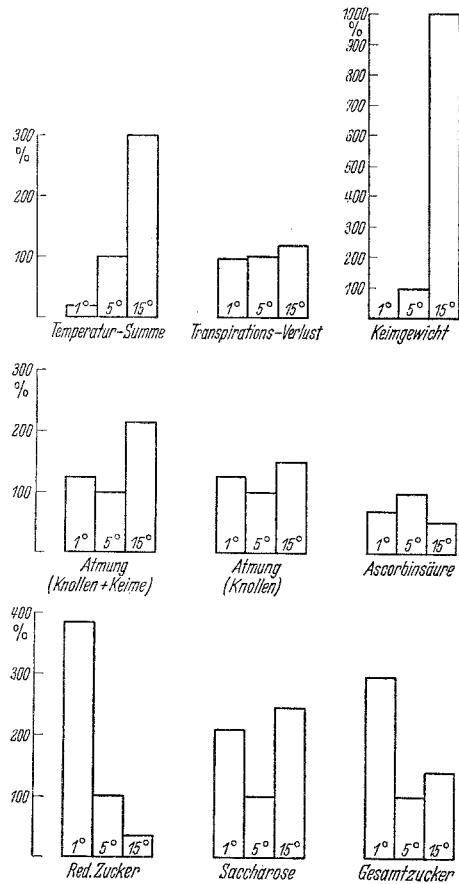 300
%
200
100
1° 5° 15°
Temperatur-Summe
1° 5° 15°
Transpirations-Verlust
1000
%
900
800
700
600
500
400
300
200
100
1° 5° 15°
Keimgewicht
300
%
200
100
1° 5° 15°
Atmung
(Knollen+Keime)
1° 5° 15°
Atmung
(Knollen)
1° 5° 15°
Ascorbinsäure
400
%
300
200
100
1° 5° 15°
Red. Zucker
1° 5° 15°
Saccharose
1° 5° 15°
Gesamtzucker